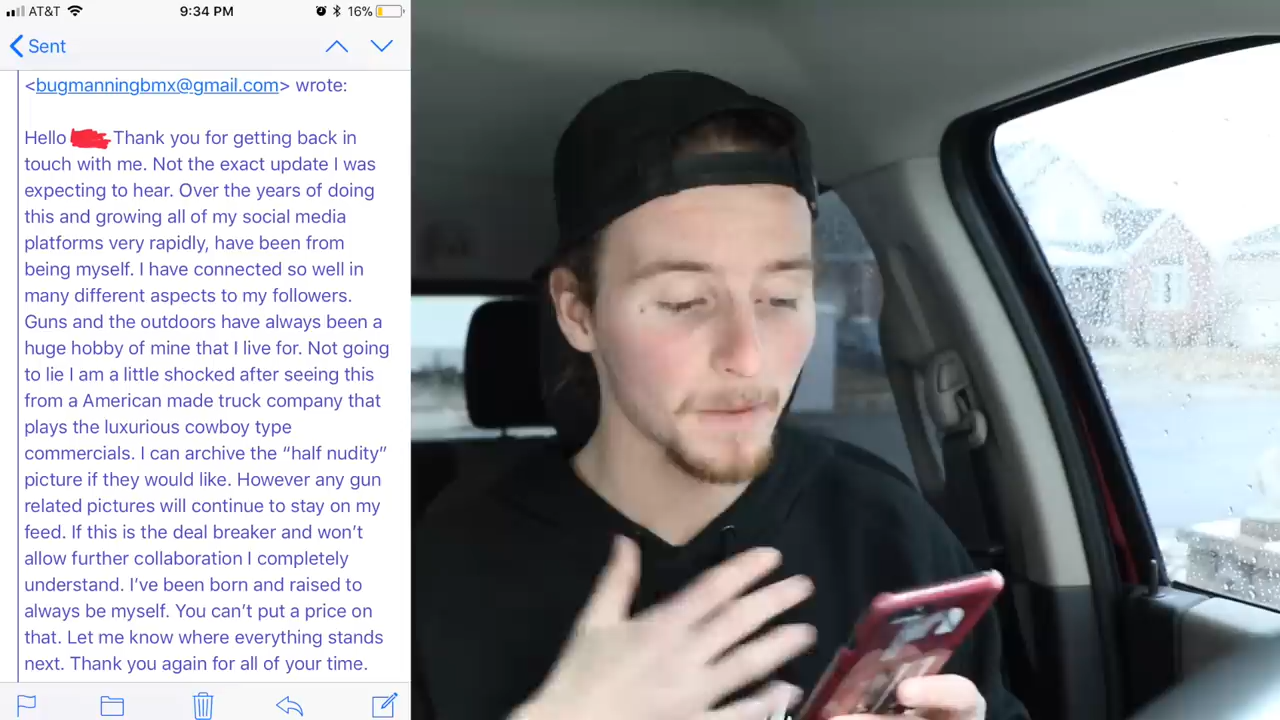 AT&T 9:34 PM 16%
Sent
<bugmanningbmx@gmail.com> wrote:
Hello Thank you for getting back in
touch with me. Not the exact update I was
expecting to hear. Over the years of doing
this and growing all of my social media
platforms very rapidly, have been from
being myself. I have connected so well in
many different aspects to my followers.
Guns and the outdoors have always been a
huge hobby of mine that I live for. Not going
to lie I am a little shocked after seeing this
from a American made truck company that
plays the luxurious cowboy type
commercials. I can archive the “half nudity”
picture if they would like. However any gun
related pictures will continue to stay on my
feed. If this is the deal breaker and won’t
allow further collaboration I completely
understand. I’ve been born and raised to
always be myself. You can’t put a price on
that. Let me know where everything stands
next. Thank you again for all of your time.